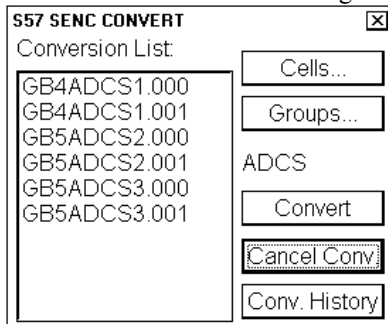 S57 SENC CONVERT
Conversion List:
GB4ADCS1.000
GB4ADCS1.001
GB5ADCS2.000
GB5ADCS2.001
GB5ADCS3.000
GB5ADCS3.001
Cells...
Groups...
ADCS
Convert
Cancel Conv.
Conv. History